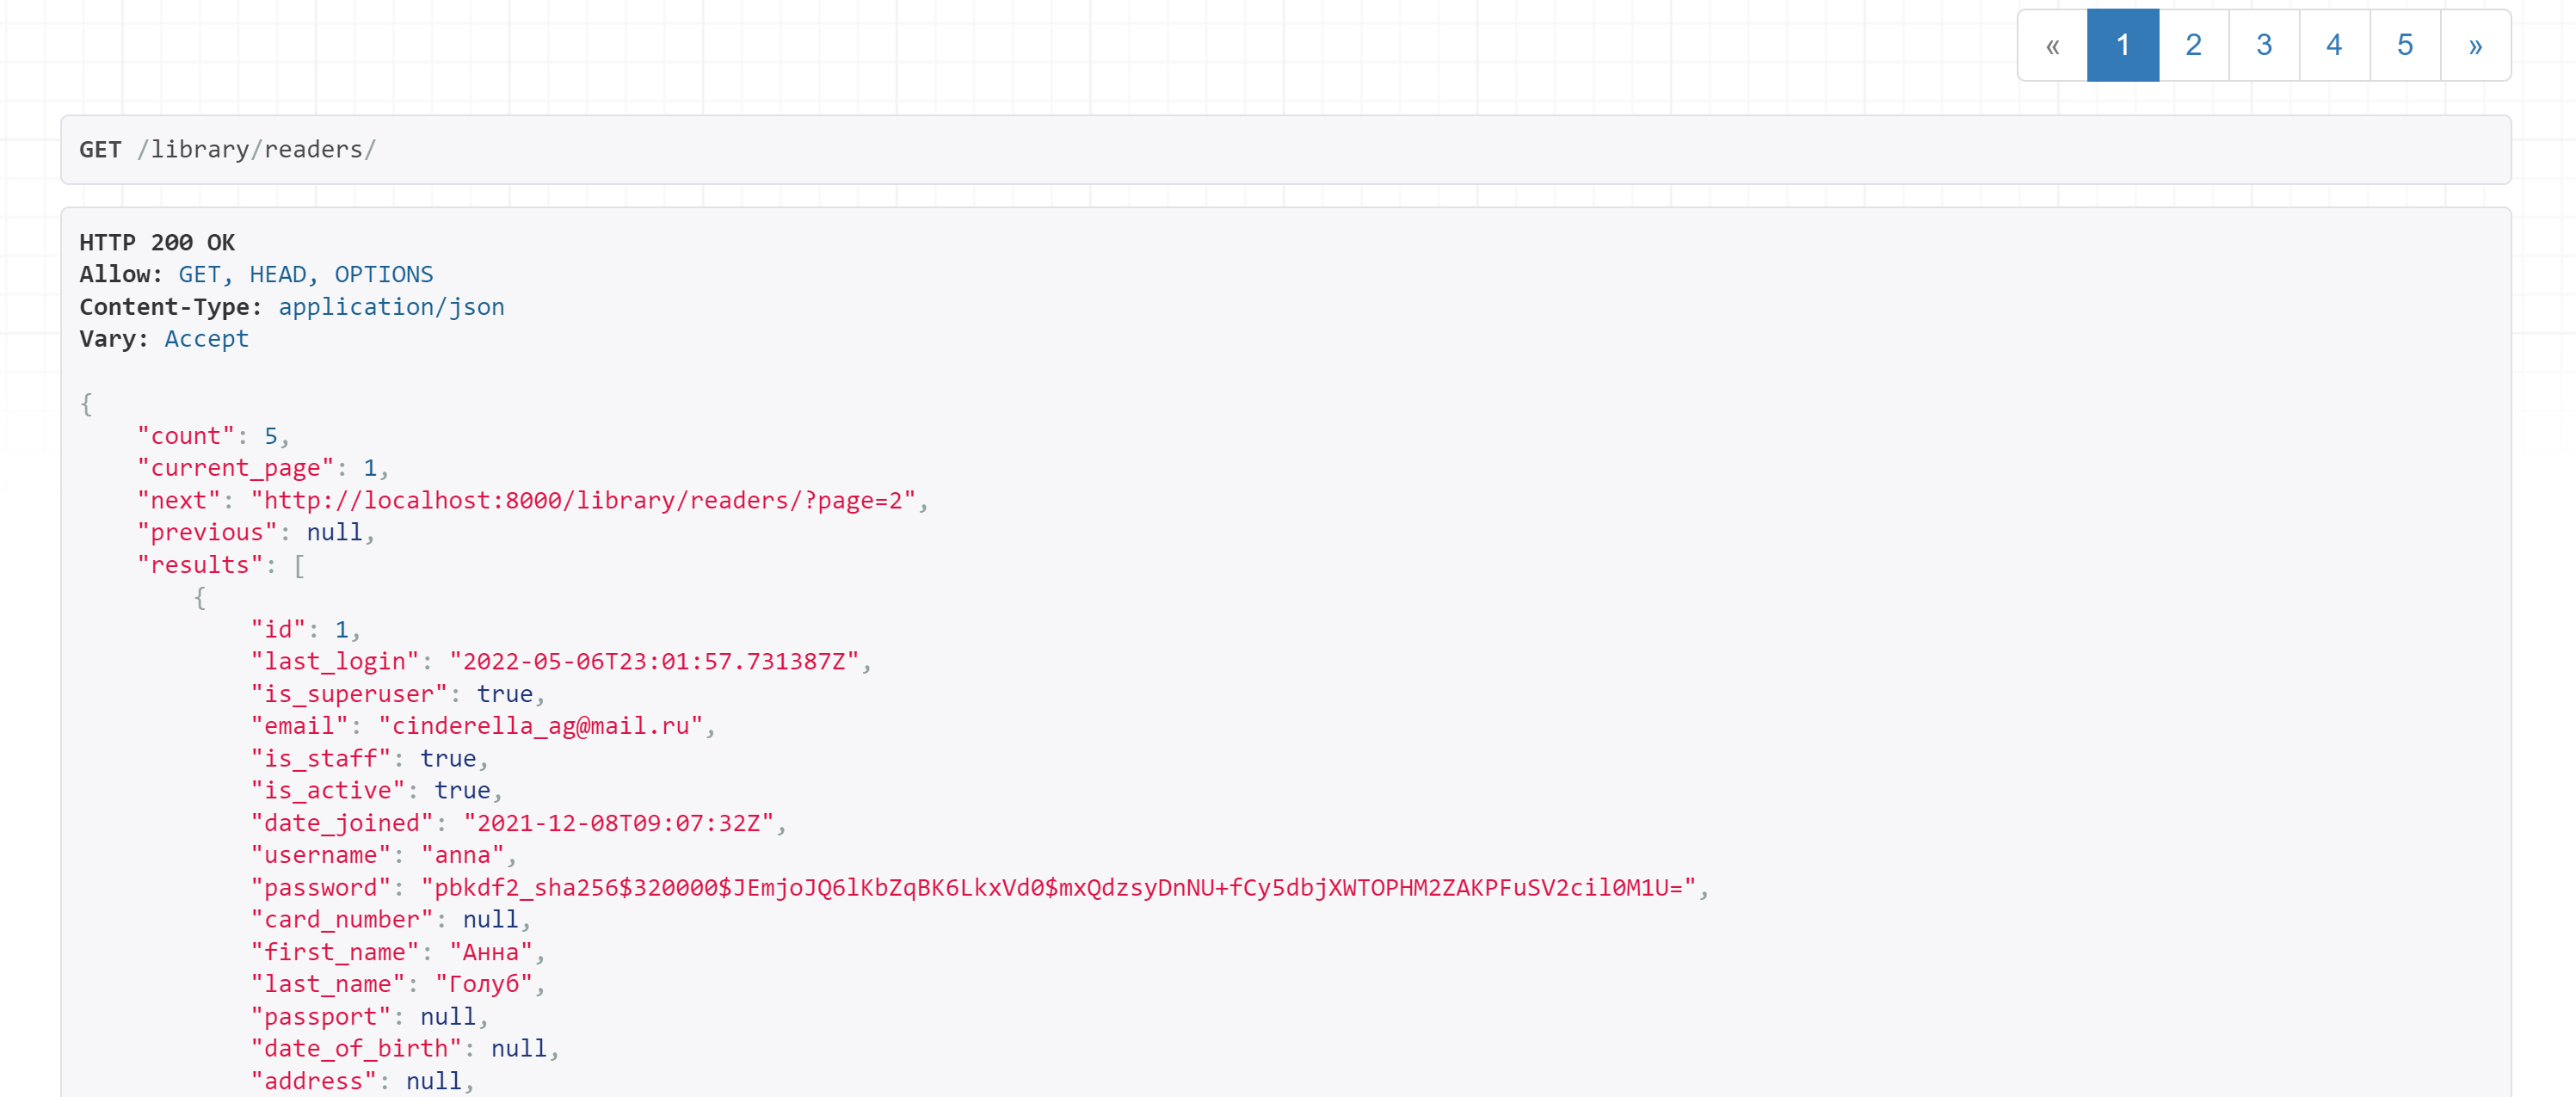 « 1 2 3 4 5 »
GET /library/readers/
HTTP 200 OK
Allow: GET, HEAD, OPTIONS
Content-Type: application/json
Vary: Accept
{
    "count": 5,
    "current_page": 1,
    "next": "http://localhost:8000/library/readers/?page=2",
    "previous": null,
    "results": [
        {
            "id": 1,
            "last_login": "2022-05-06T23:01:57.731387Z",
            "is_superuser": true,
            "email": "cinderella_ag@mail.ru",
            "is_staff": true,
            "is_active": true,
            "date_joined": "2021-12-08T09:07:32Z",
            "username": "anna",
            "password": "pbkdf2_sha256$320000$JEmjoJQ6lKbZqBK6LkxVd0$mxQdzsyDnNU+fCy5dbjXWTOPHM2ZAKPFuSV2cil0M1U=",
            "card_number": null,
            "first_name": "Анна",
            "last_name": "Голуб",
            "passport": null,
            "date_of_birth": null,
            "address": null,